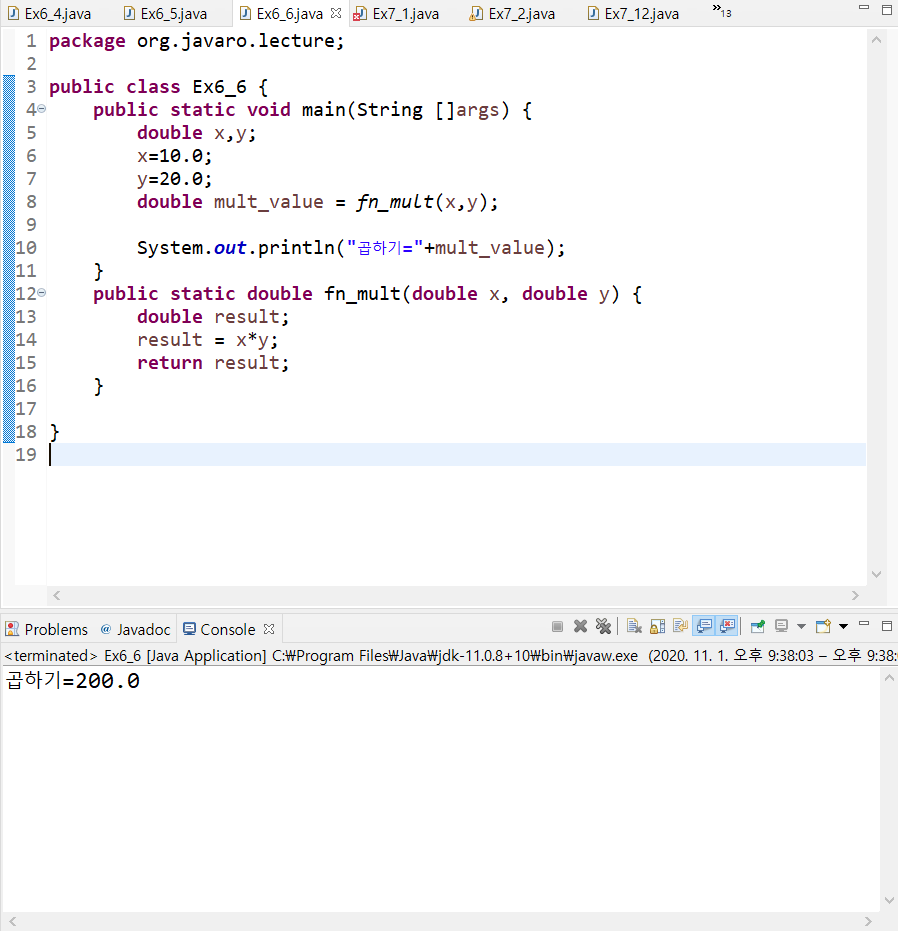 Ex6_4.java Ex6_5.java Ex6_6.java Ex7_1.java Ex7_2.java Ex7_12.java »13
1 package org.javaro.lecture;
2
3 public class Ex6_6 {
4 public static void main(String []args) {
5 double x,y;
6 x=10.0;
7 y=20.0;
8 double mult_value = fn_mult(x,y);
9
10 System.out.println("곱하기="+mult_value);
11 }
12 public static double fn_mult(double x, double y) {
13 double result;
14 result = x*y;
15 return result;
16 }
17
18 }
19
Problems @ Javadoc Console
<terminated> Ex6_6 [Java Application] C:₩Program Files₩Java₩jdk-11.0.8+10₩bin₩javaw.exe (2020. 11. 1. 오후 9:38:03 – 오후 9:38:
곱하기=200.0